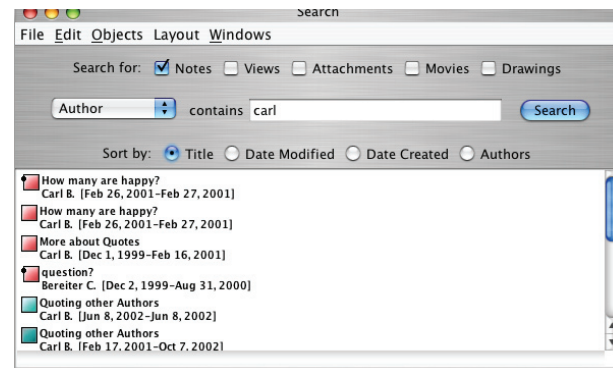 Search
File Edit Objects Layout Windows
Search for: Notes Views Attachments Movies Drawings
Author contains carl Search
Sort by: Title Date Modified Date Created Authors
How many are happy?
Carl B. [Feb 26, 2001-Feb 27, 2001]
How many are happy?
Carl B. [Feb 26, 2001-Feb 27, 2001]
More about Quotes
Carl B. [Dec 1, 1999-Feb 16, 2001]
question?
Bereiter C. [Dec 2, 1999-Aug 31, 2000]
Quoting other Authors
Carl B. [Jun 8, 2002-Jun 8, 2002]
Quoting other Authors
Carl B. [Feb 17, 2001-Oct 7, 2002]